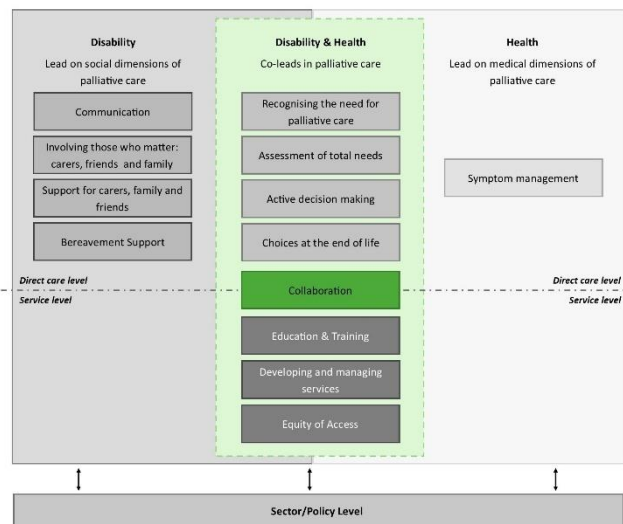 Disability
Lead on social dimensions of
palliative care
Communication
Involving those who matter:
carers, friends and family
Support for carers, family and
friends
Bereavement Support
Disability & Health
Co-leads in palliative care
Recognising the need for
palliative care
Assessment of total needs
Active decision making
Choices at the end of life
Health
Lead on medical dimensions of
palliative care
Symptom management
Direct care level
Service level
Collaboration
Direct care level
Service level
Education & Training
Developing and managing
services
Equity of Access
Sector/Policy Level